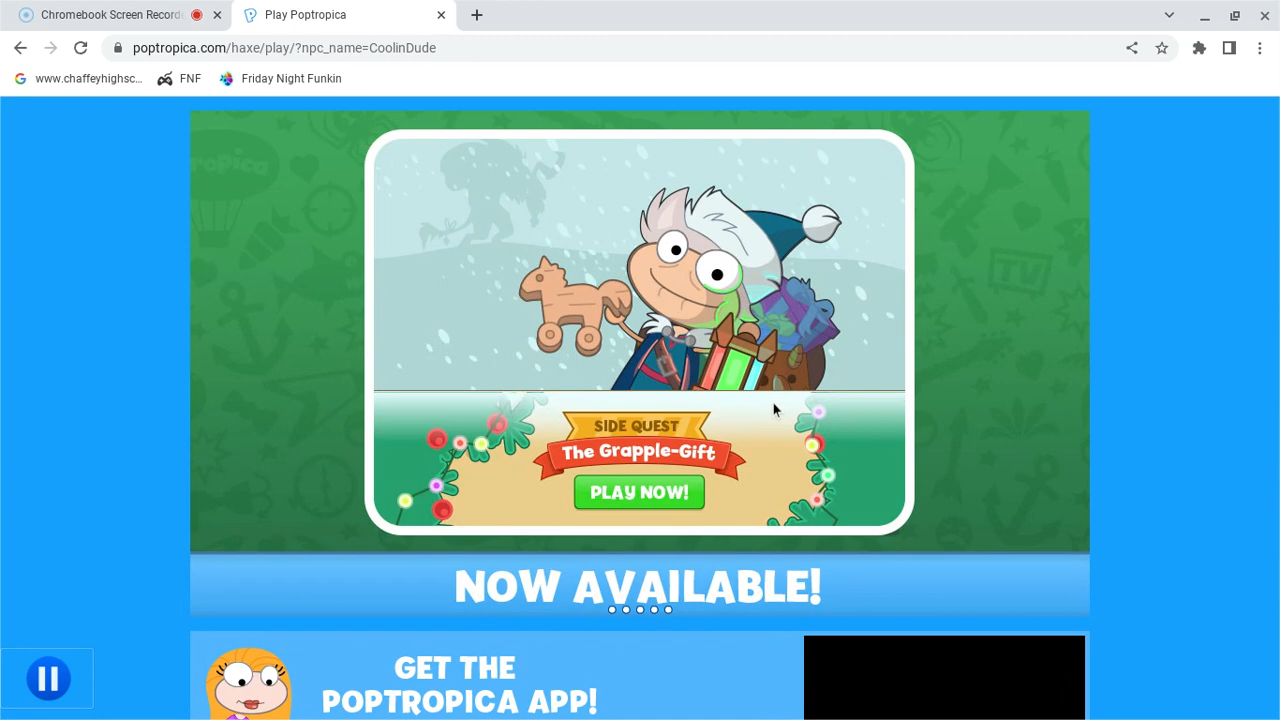 Chromebook Screen Record
Play Poptropica
poptropica.com/haxe/play/?npc_name=CoolinDude
www.chaffeyhighsc...
FNF
Friday Night Funkin
TV
SIDE QUEST
The Grapple-Gift
PLAY NOW!
NOW AVAILABLE!
GET THE
POPTROPICA APP!